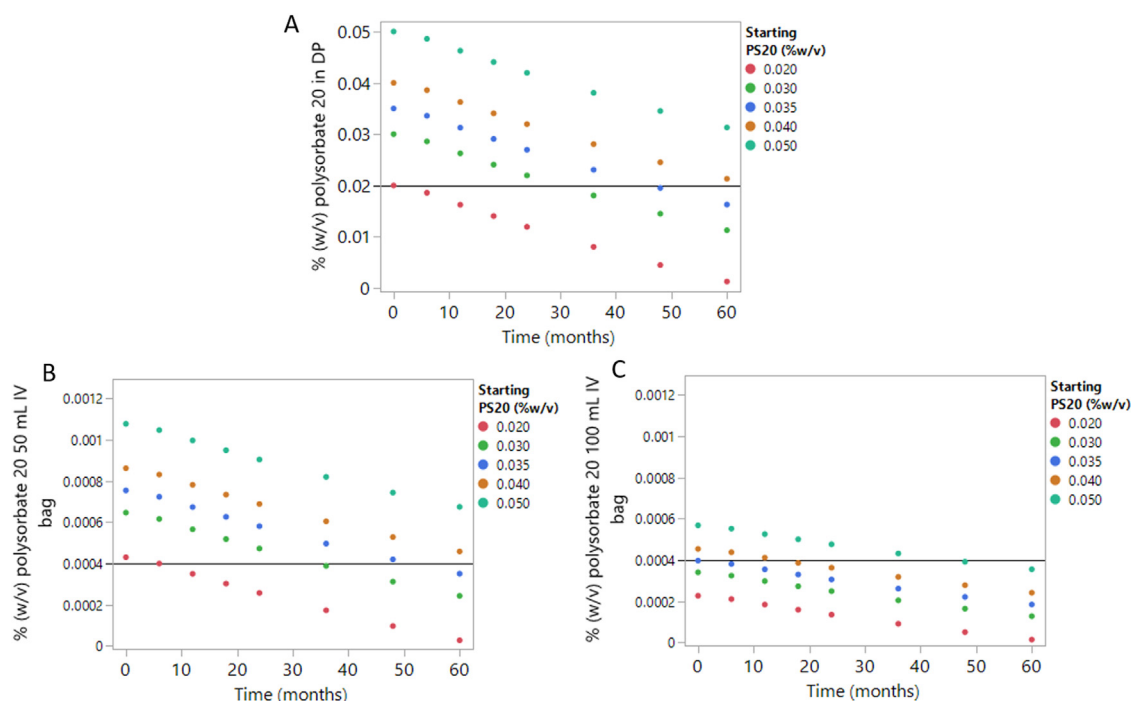 A
% (w/v) polysorbate 20 in DP
0.05
0.04
0.03
0.02
0.01
0
0 10 20 30 40 50 60
Time (months)
Starting
PS20 (%w/v)
0.020
0.030
0.035
0.040
0.050
B
% (w/v) polysorbate 20 50 mL IV
bag
0.0012
0.001
0.0008
0.0006
0.0004
0.0002
0
0 10 20 30 40 50 60
Time (months)
Starting
PS20 (%w/v)
0.020
0.030
0.035
0.040
0.050
C
% (w/v) polysorbate 20 100 mL IV
bag
0.0012
0.001
0.0008
0.0006
0.0004
0.0002
0
0 10 20 30 40 50 60
Time (months)
Starting
PS20 (%w/v)
0.020
0.030
0.035
0.040
0.050